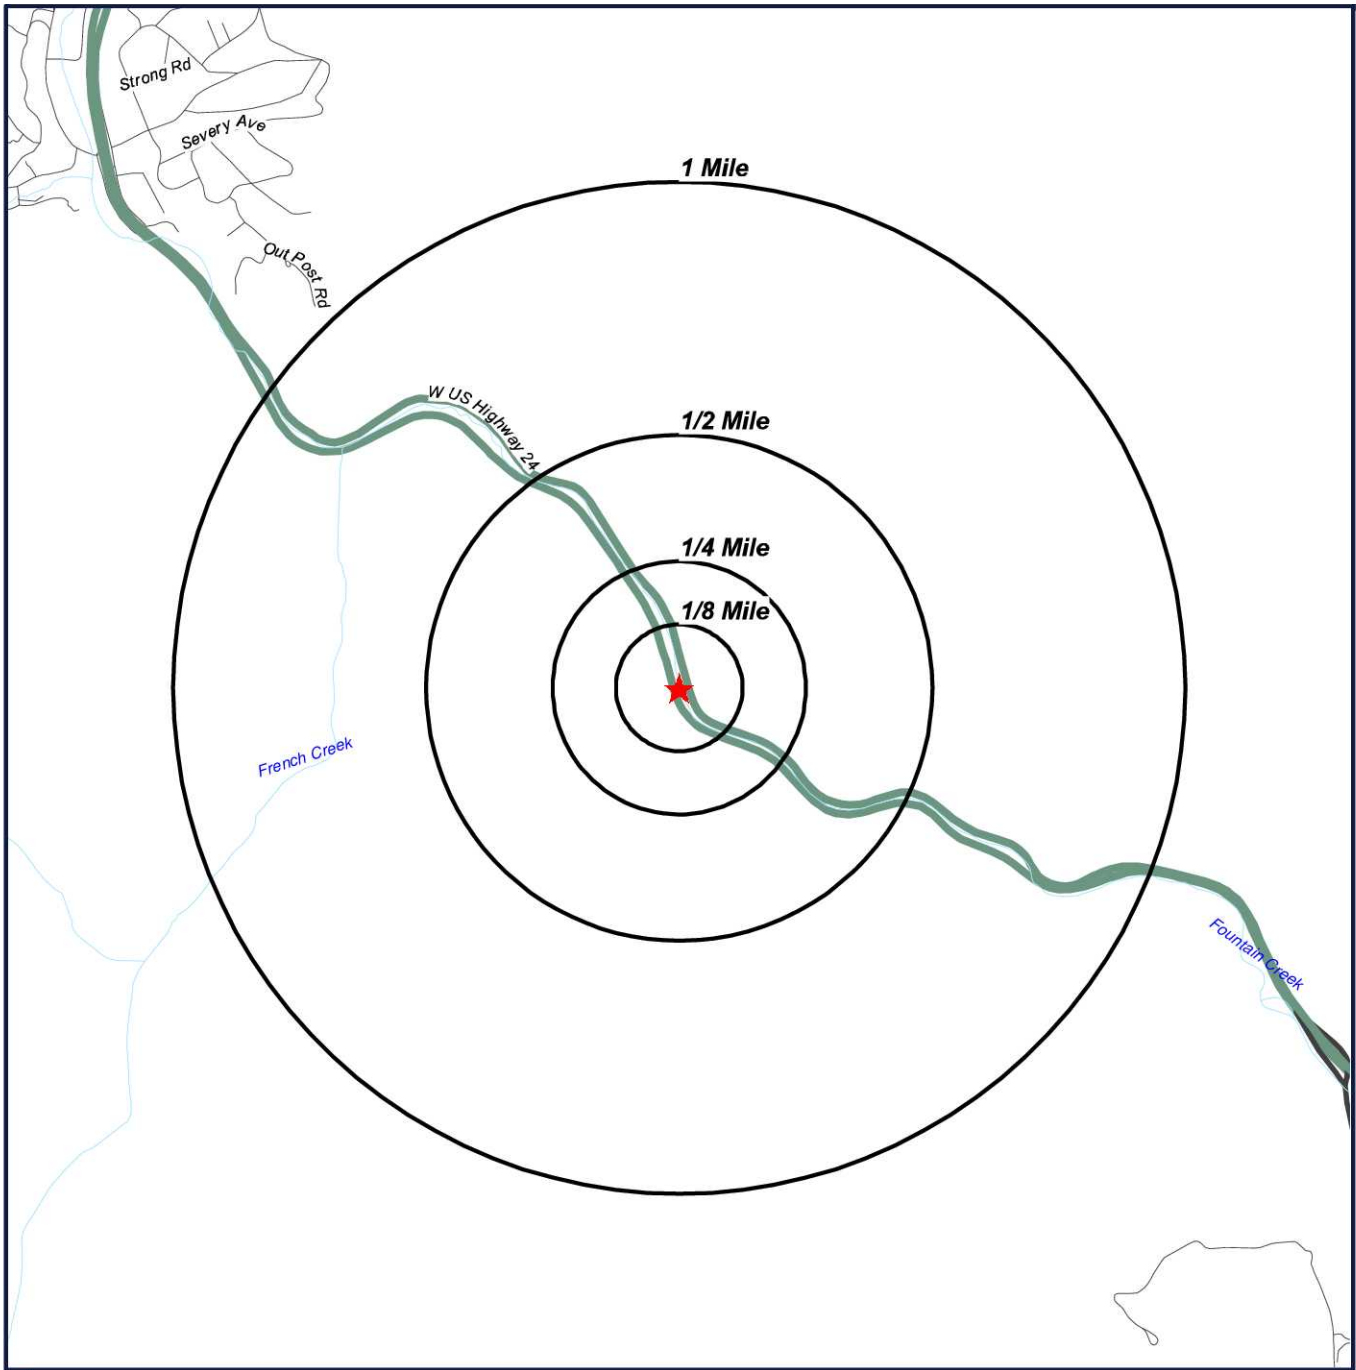 Strong Rd
Severy Ave
1 Mile
Out Post Rd
W US Highway 24
1/2 Mile
1/4 Mile
1/8 Mile
French Creek
Fountain Creek